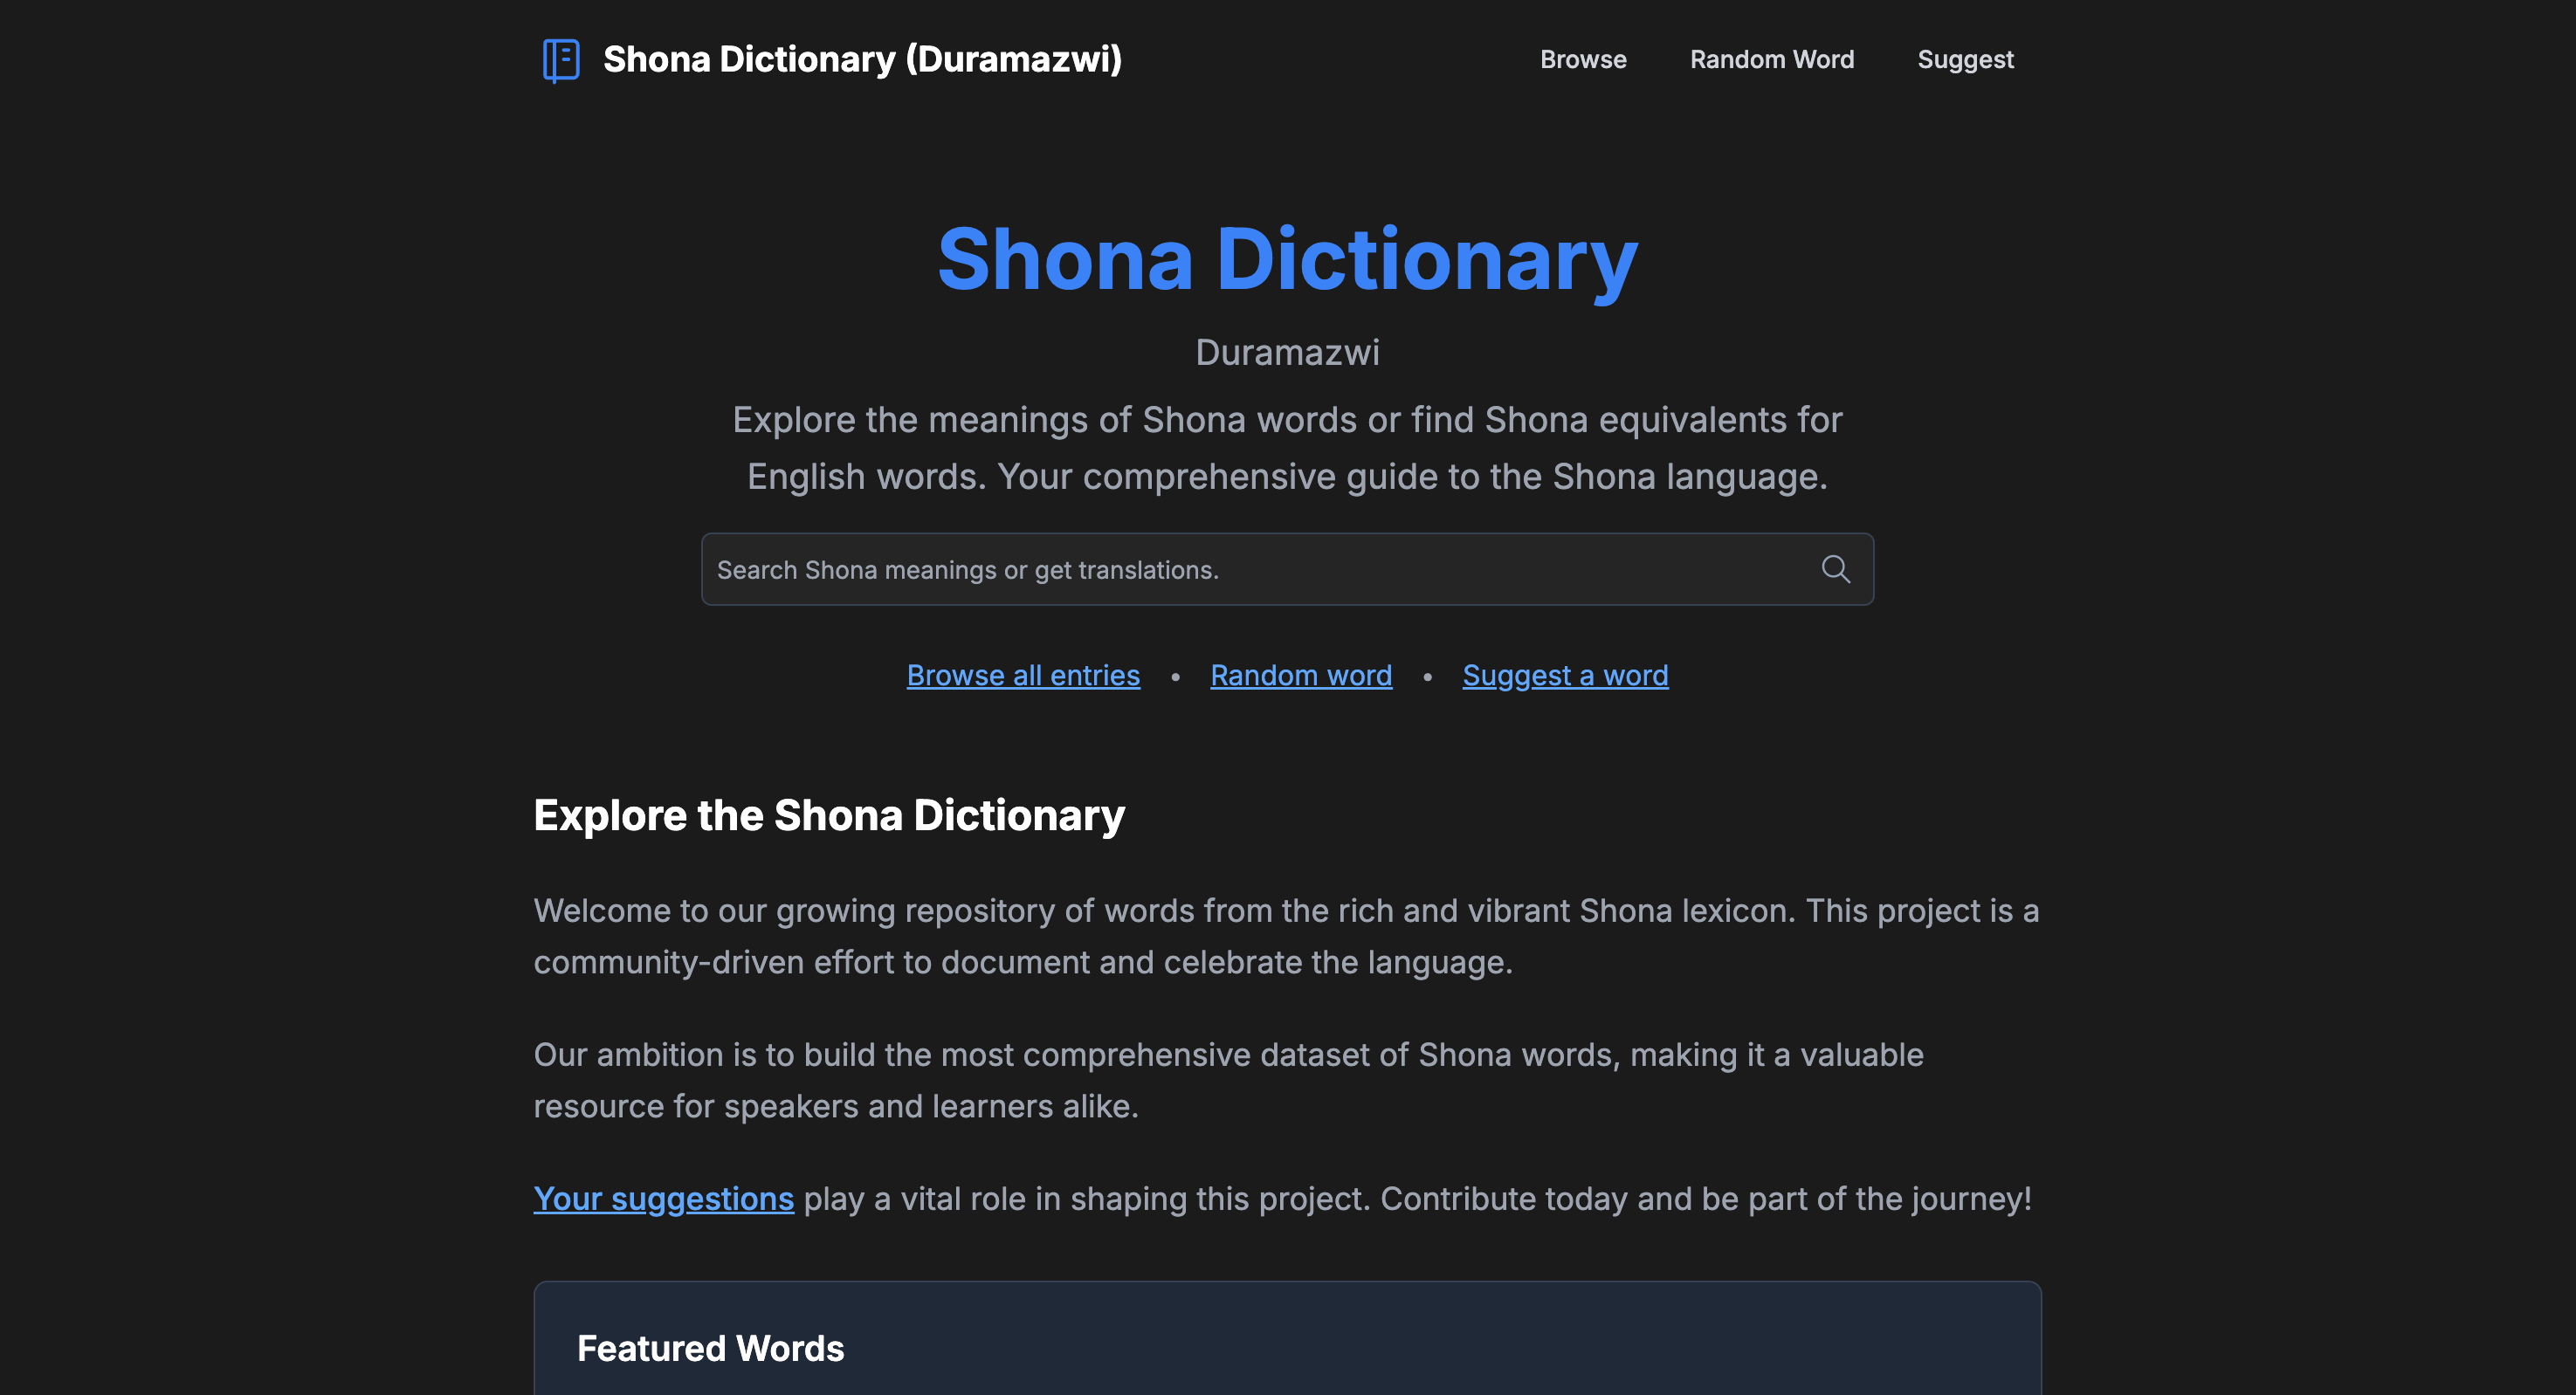 Shona Dictionary (Duramazwi)
Browse
Random Word
Suggest
Shona Dictionary
Duramazwi
Explore the meanings of Shona words or find Shona equivalents for
English words. Your comprehensive guide to the Shona language.
Search Shona meanings or get translations.
Browse all entries • Random word • Suggest a word
Explore the Shona Dictionary
Welcome to our growing repository of words from the rich and vibrant Shona lexicon. This project is a
community-driven effort to document and celebrate the language.
Our ambition is to build the most comprehensive dataset of Shona words, making it a valuable
resource for speakers and learners alike.
Your suggestions play a vital role in shaping this project. Contribute today and be part of the journey!
Featured Words